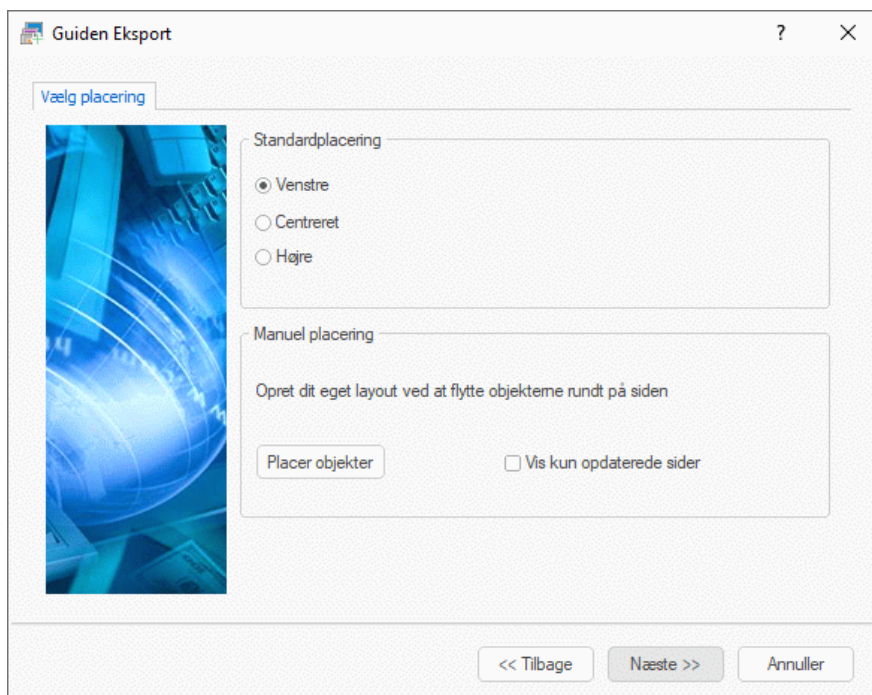 Guiden Eksport
?
Vælg placering
Standardplacering
Venstre
Centreret
Højre
Manuel placering
Opret dit eget layout ved at flytte objekterne rundt på siden
Placer objekter
Vis kun opdaterede sider
<< Tilbage
Næste >>
Annuller